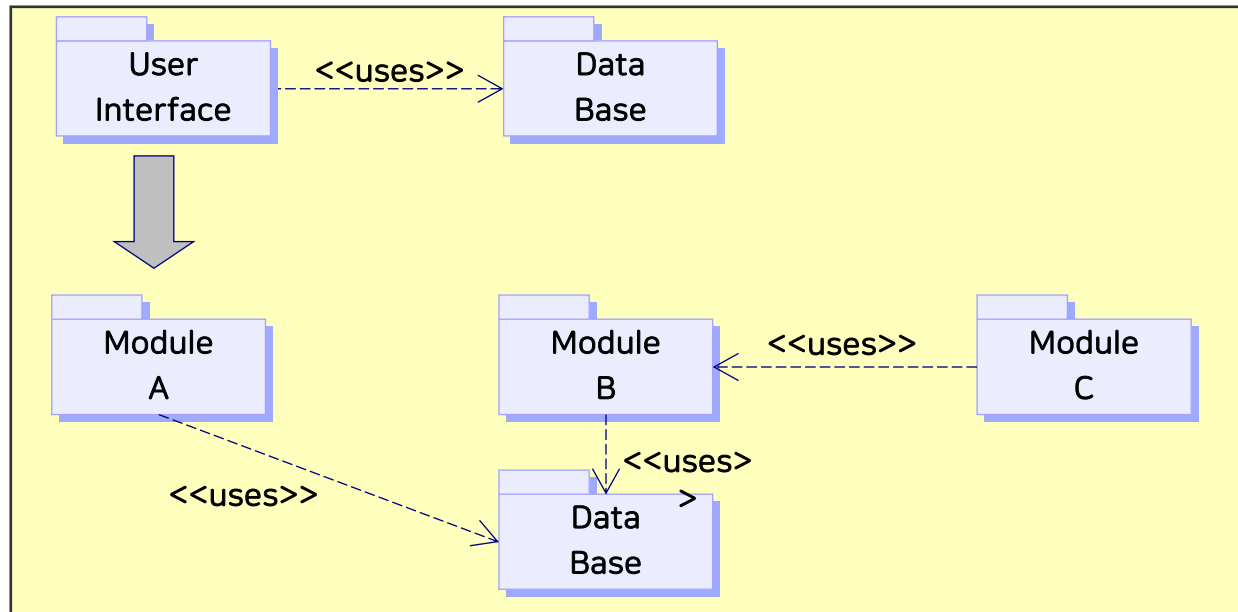 User
Interface
<<uses>>
Data
Base
Module
A
Module
B
<<uses>>
Module
C
<<uses>>
<<uses>
>
Data
Base